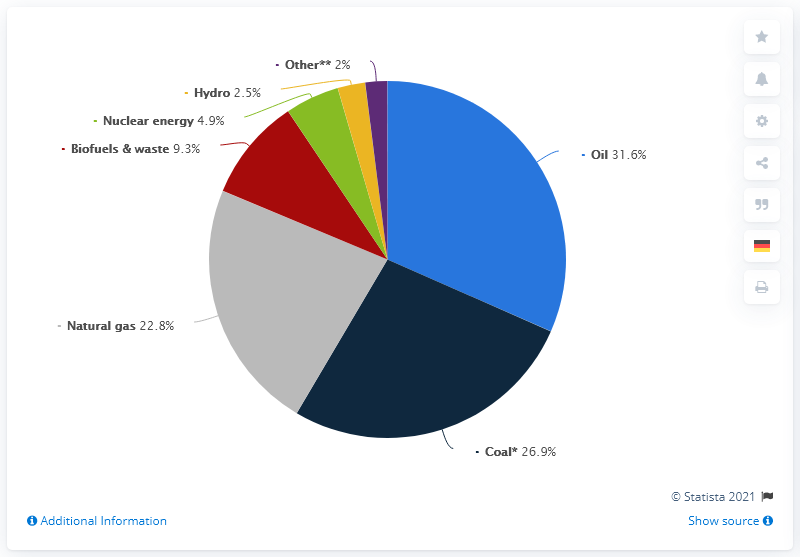 Other** 2%
Hydro 2.5%
Nuclear energy 4.9%
Biofuels & waste 9.3%
Oil 31.6%
Natural gas 22.8%
Coal* 26.9%
© Statista 2021
Additional Information
Show source